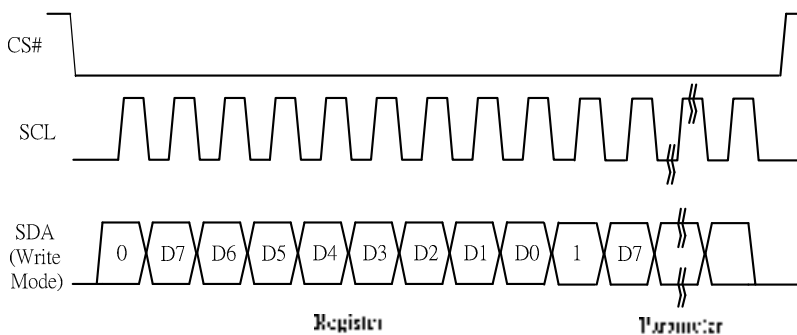 CS#
SCL
SDA
(Write
Mode)
0 D7 D6 D5 D4 D3 D2 D1 D0 1 D7
Register
Parameter